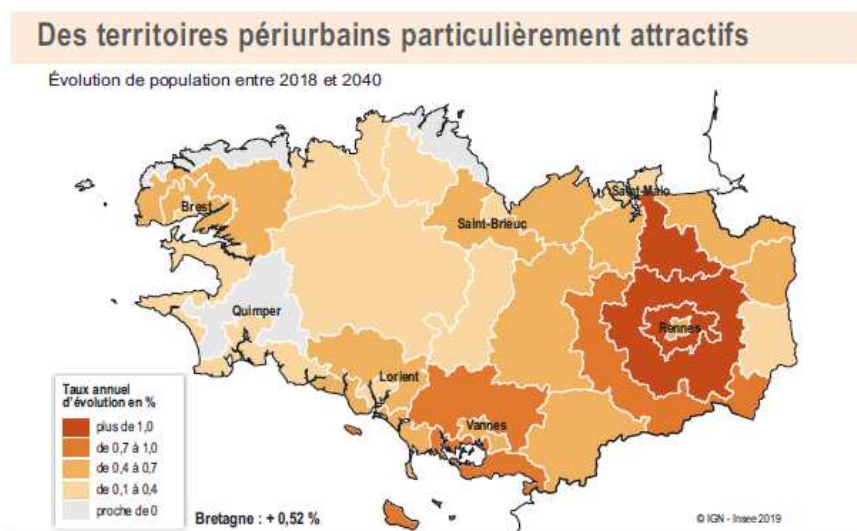 Des territoires périurbains particulièrement attractifs
Évolution de population entre 2018 et 2040
Saint-Malo
Brest
Saint-Brieuc
Quimper
Rennes
Lorient
Vannes
Taux annuel
d'évolution en %
plus de 1,0
de 0,7 à 1,0
de 0,4 à 0,7
de 0,1 à 0,4
proche de 0
Bretagne : + 0,52 %
© IGN - Insee 2019